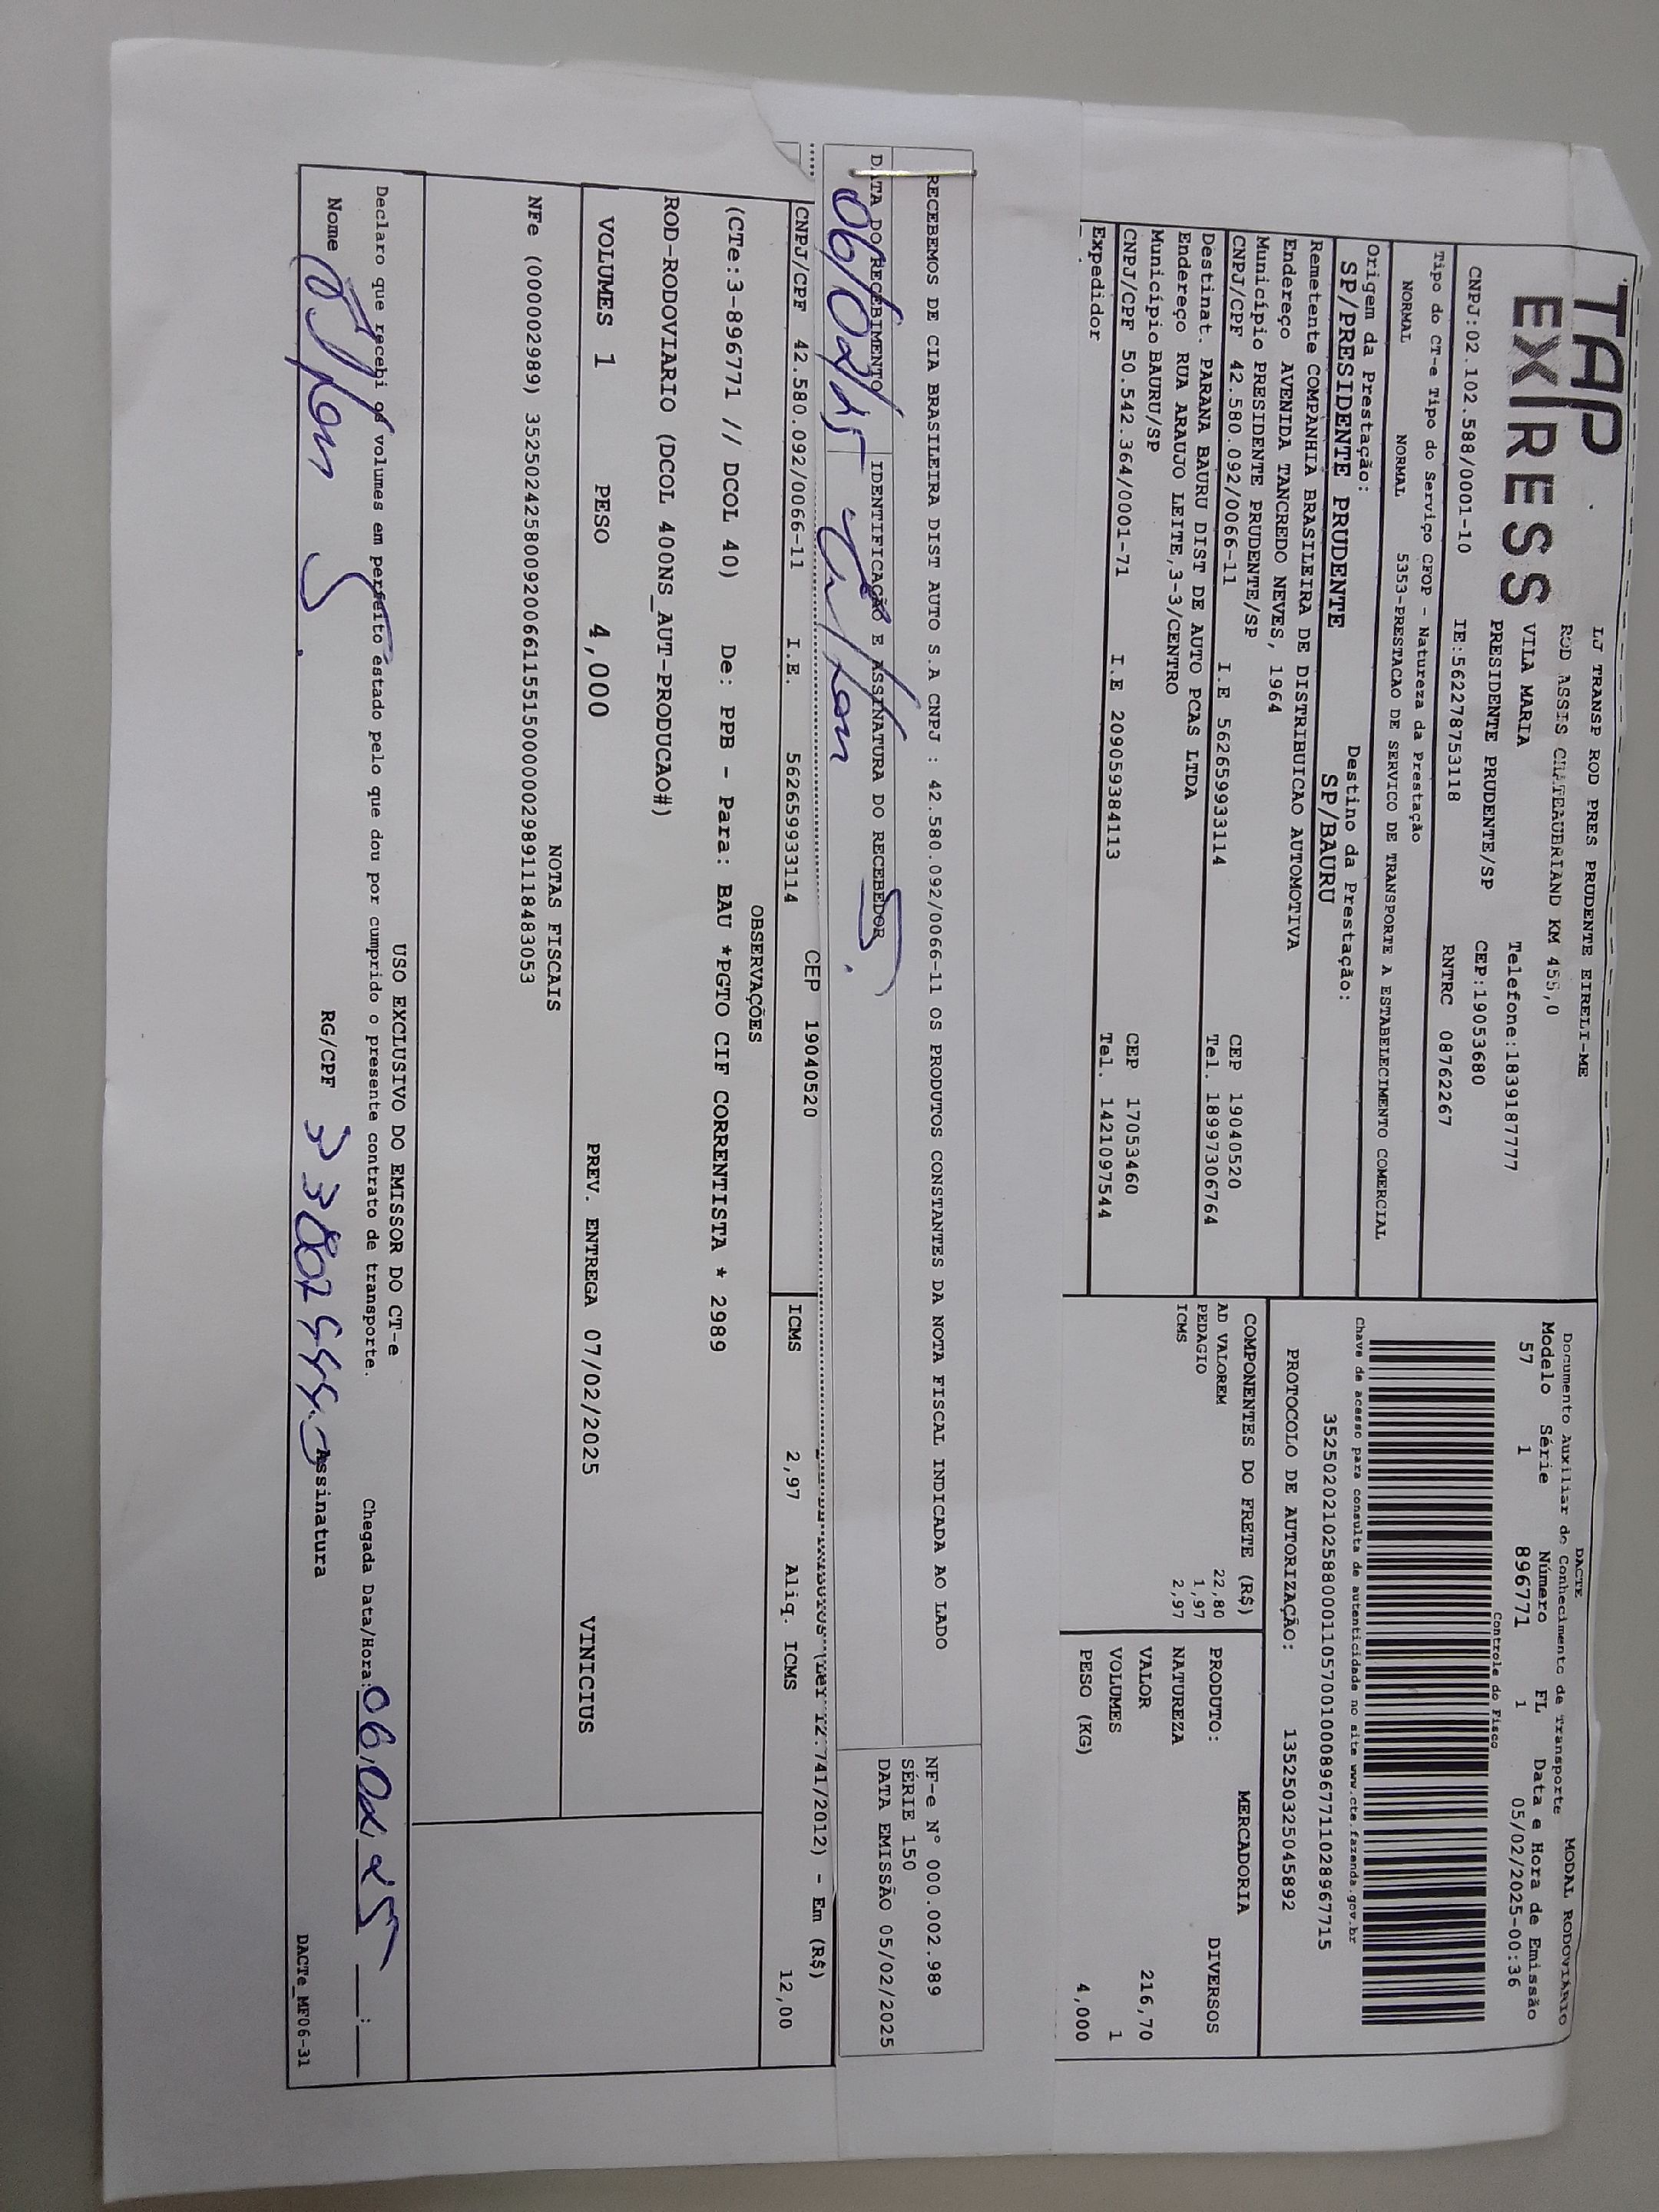 TAP
EXPRESS
LJ TRANSP ROD PRES PRUDENTE EIRELI-ME
ROD ASSIS CHATEAUBRIAND KM 455,0
VILA MARIA Telefone:1839187777
PRESIDENTE PRUDENTE/SP CEP:19053680
CNPJ:02.102.588/0001-10 IE:562278753118 RNTRC 08762267
DACTE MODAL RODOVIÁRIO
Documento Auxiliar do Conhecimento de Transporte
Modelo Série Número FL Data e Hora de Emissão
57 1 896771 1 05/02/2025-00:36
Controle do Fisco
Chave de acesso para consulta de autenticidade no site www.cte.fazenda.gov.br
35250202102588000110570010008967711028967715
PROTOCOLO DE AUTORIZAÇÃO: 135250325045892
Tipo do CT-e Tipo do Serviço CFOP - Natureza da Prestação
NORMAL NORMAL 5353-PRESTACAO DE SERVICO DE TRANSPORTE A ESTABELECIMENTO COMERCIAL
Origem da Prestação: Destino da Prestação:
SP/PRESIDENTE PRUDENTE SP/BAURU
Remetente COMPANHIA BRASILEIRA DE DISTRIBUICAO AUTOMOTIVA
Endereço AVENIDA TANCREDO NEVES, 1964
Município PRESIDENTE PRUDENTE/SP CEP 19040520
CNPJ/CPF 42.580.092/0066-11 I.E 562659933114 Tel. 18997306764
Destinat. PARANA BAURU DIST DE AUTO PCAS LTDA
Endereço RUA ARAUJO LEITE,3-3/CENTRO
Município BAURU/SP CEP 17053460
CNPJ/CPF 50.542.364/0001-71 I.E 209059384113 Tel. 1421097544
Expedidor
COMPONENTES DO FRETE (R$)
AD VALOREM 22,80
PEDAGIO 1,97
ICMS 2,97
MERCADORIA
PRODUTO: DIVERSOS
NATUREZA
VALOR 216,70
VOLUMES 1
PESO (KG) 4,000
RECEBEMOS DE CIA BRASILEIRA DIST AUTO S.A CNPJ : 42.580.092/0066-11 OS PRODUTOS CONSTANTES DA NOTA FISCAL INDICADA AO LADO
NF-e Nº 000.002.989
SÉRIE 150
DATA EMISSÃO 05/02/2025
DATA DO RECEBIMENTO IDENTIFICAÇÃO E ASSINATURA DO RECEBEDOR
06/02/25
CEP 19040520 12.741/2012) - Em (R$)
CNPJ/CPF 42.580.092/0066-11 I.E. 562659933114 ICMS 2,97 Aliq. ICMS 12,00
OBSERVAÇÕES
(CTe:3-896771 // DCOL 40) De: PPB - Para: BAU *PGTO CIF CORRENTISTA * 2989
ROD-RODOVIARIO (DCOL 400NS_AUT-PRODUCAO#)
VOLUMES 1 PESO 4,000 PREV. ENTREGA 07/02/2025 VINICIUS
NOTAS FISCAIS
NFe (000002989) 35250242580092006611551500000029891118483053
USO EXCLUSIVO DO EMISSOR DO CT-e
Declaro que recebi os volumes em perfeito estado pelo que dou por cumprido o presente contrato de transporte. Chegada Data/Hora: 06,02,25 __:__
Nome RG/CPF Assinatura
DACTe_MF06-31